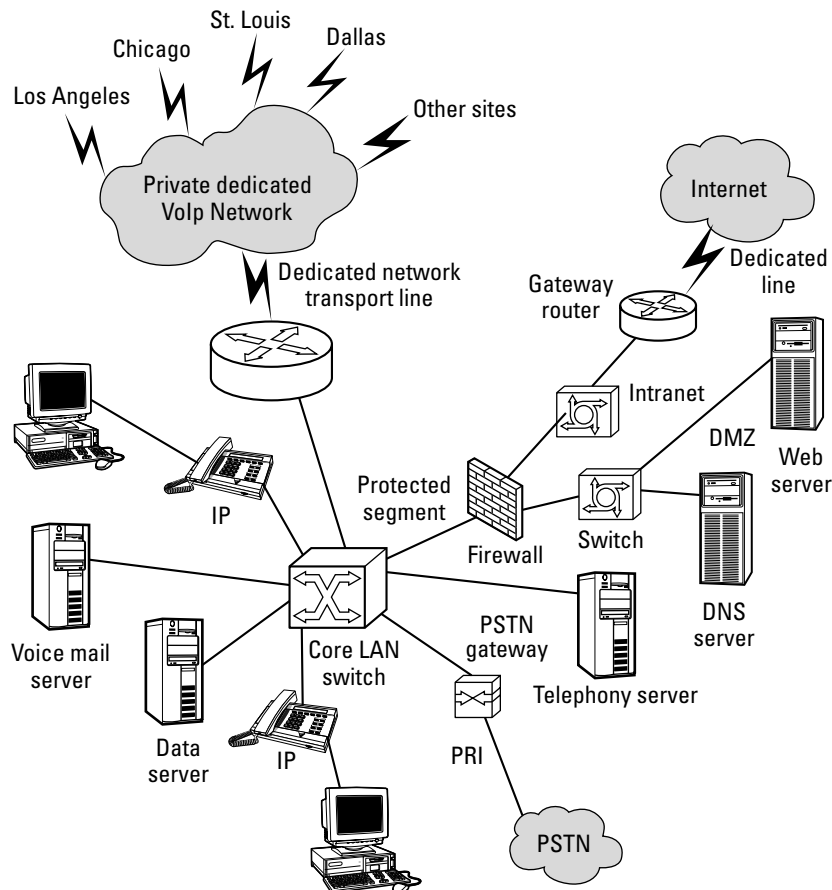 St. Louis
Chicago
Dallas
Los Angeles
Other sites
Private dedicated
VoIp Network
Internet
Dedicated network
transport line
Gateway
router
Dedicated
line
Intranet
DMZ
Web
server
IP
Protected
segment
Firewall
Switch
DNS
server
Voice mail
server
Core LAN
switch
PSTN
gateway
Telephony server
Data
server
IP
PRI
PSTN